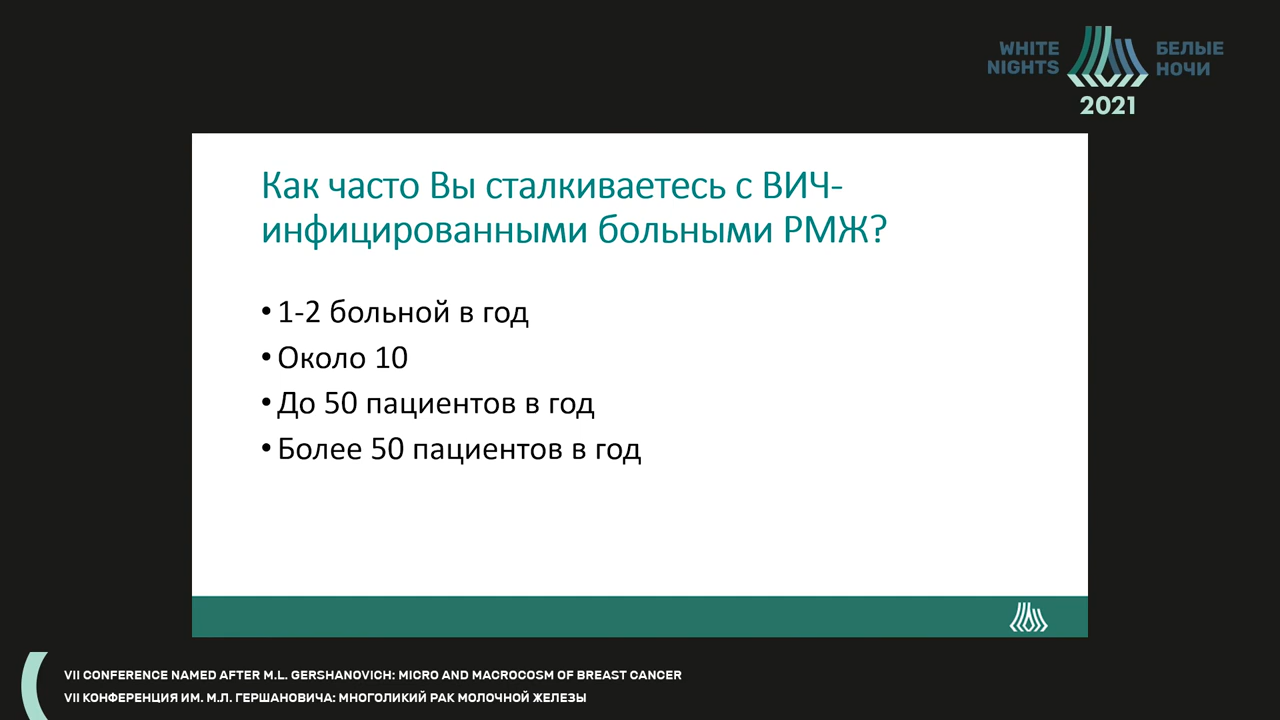 WHITE NIGHTS
БЕЛЫЕ НОЧИ
2021
Как часто Вы сталкиваетесь с ВИЧ-
инфицированными больными РМЖ?
• 1-2 больной в год
• Около 10
• До 50 пациентов в год
• Более 50 пациентов в год
VII CONFERENCE NAMED AFTER M.L. GERSHANOVICH: MICRO AND MACROCOSM OF BREAST CANCER
VII КОНФЕРЕНЦИЯ ИМ. М.Л. ГЕРШАНОВИЧА: МНОГОЛИКИЙ РАК МОЛОЧНОЙ ЖЕЛЕЗЫ